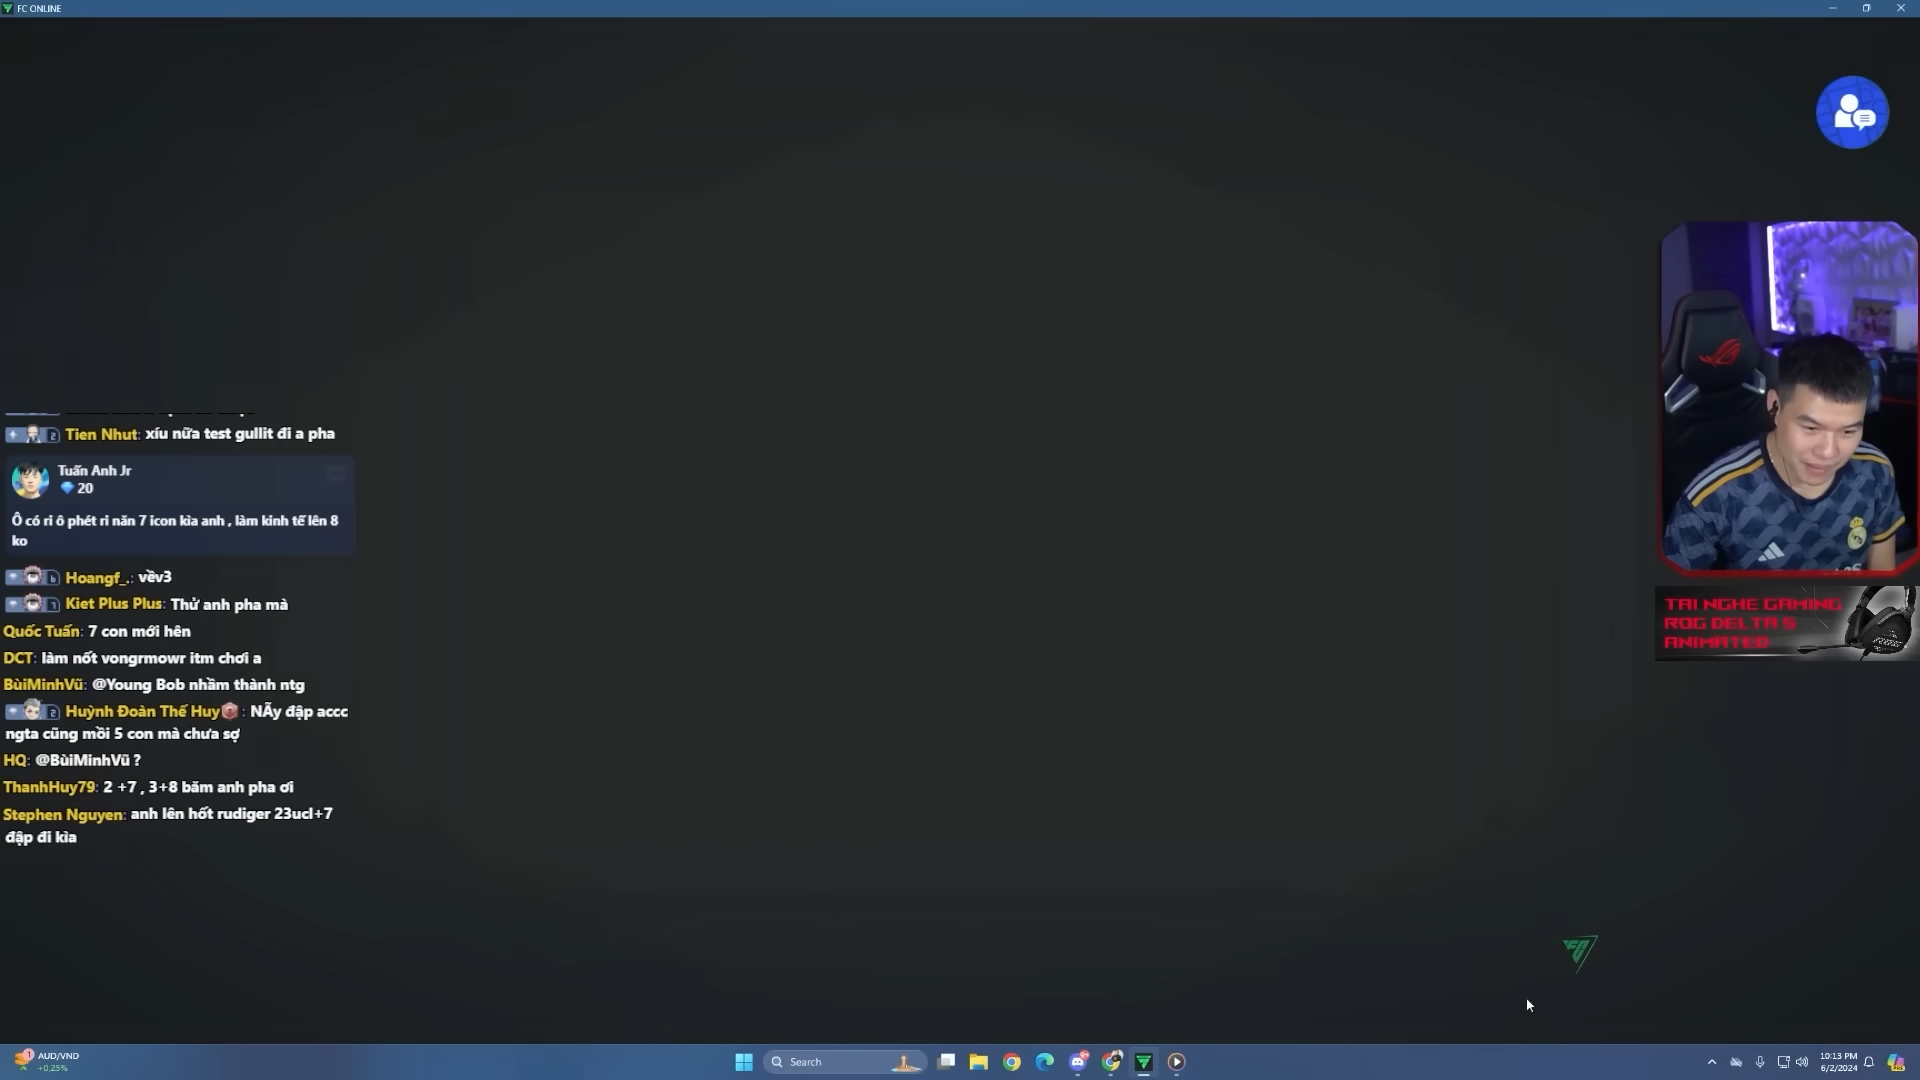 FC ONLINE
Tien Nhut: xíu nữa test gullit đi a pha
Tuấn Anh Jr
20
Ô có ri ô phét ri năn 7 icon kìa anh , làm kinh tế lên 8
ko
Hoangf_.: vềv3
Kiet Plus Plus: Thử anh pha mà
Quốc Tuấn: 7 con mới hên
DCT: làm nốt vongrmowr itm chơi a
BùiMinhVũ: @Young Bob nhầm thành ntg
Huỳnh Đoàn Thế Huy: NÃy đập accc
ngta cũng mồi 5 con mà chưa sợ
HQ: @BùiMinhVũ ?
ThanhHuy79: 2 +7 , 3+8 băm anh pha ơi
Stephen Nguyen: anh lên hốt rudiger 23ucl+7
đập đi kìa
TAI NGHE GAMING
ROG DELTA S
ANIMATED
AUD/VND
+0,25%
Search
10:13 PM
6/2/2024